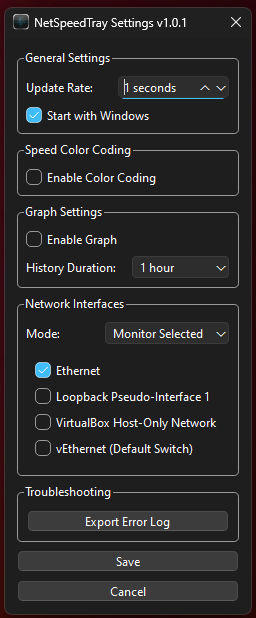 NetSpeedTray Settings v1.0.1
General Settings
Update Rate: 1 seconds
Start with Windows
Speed Color Coding
Enable Color Coding
Graph Settings
Enable Graph
History Duration: 1 hour
Network Interfaces
Mode: Monitor Selected
Ethernet
Loopback Pseudo-Interface 1
VirtualBox Host-Only Network
vEthernet (Default Switch)
Troubleshooting
Export Error Log
Save
Cancel